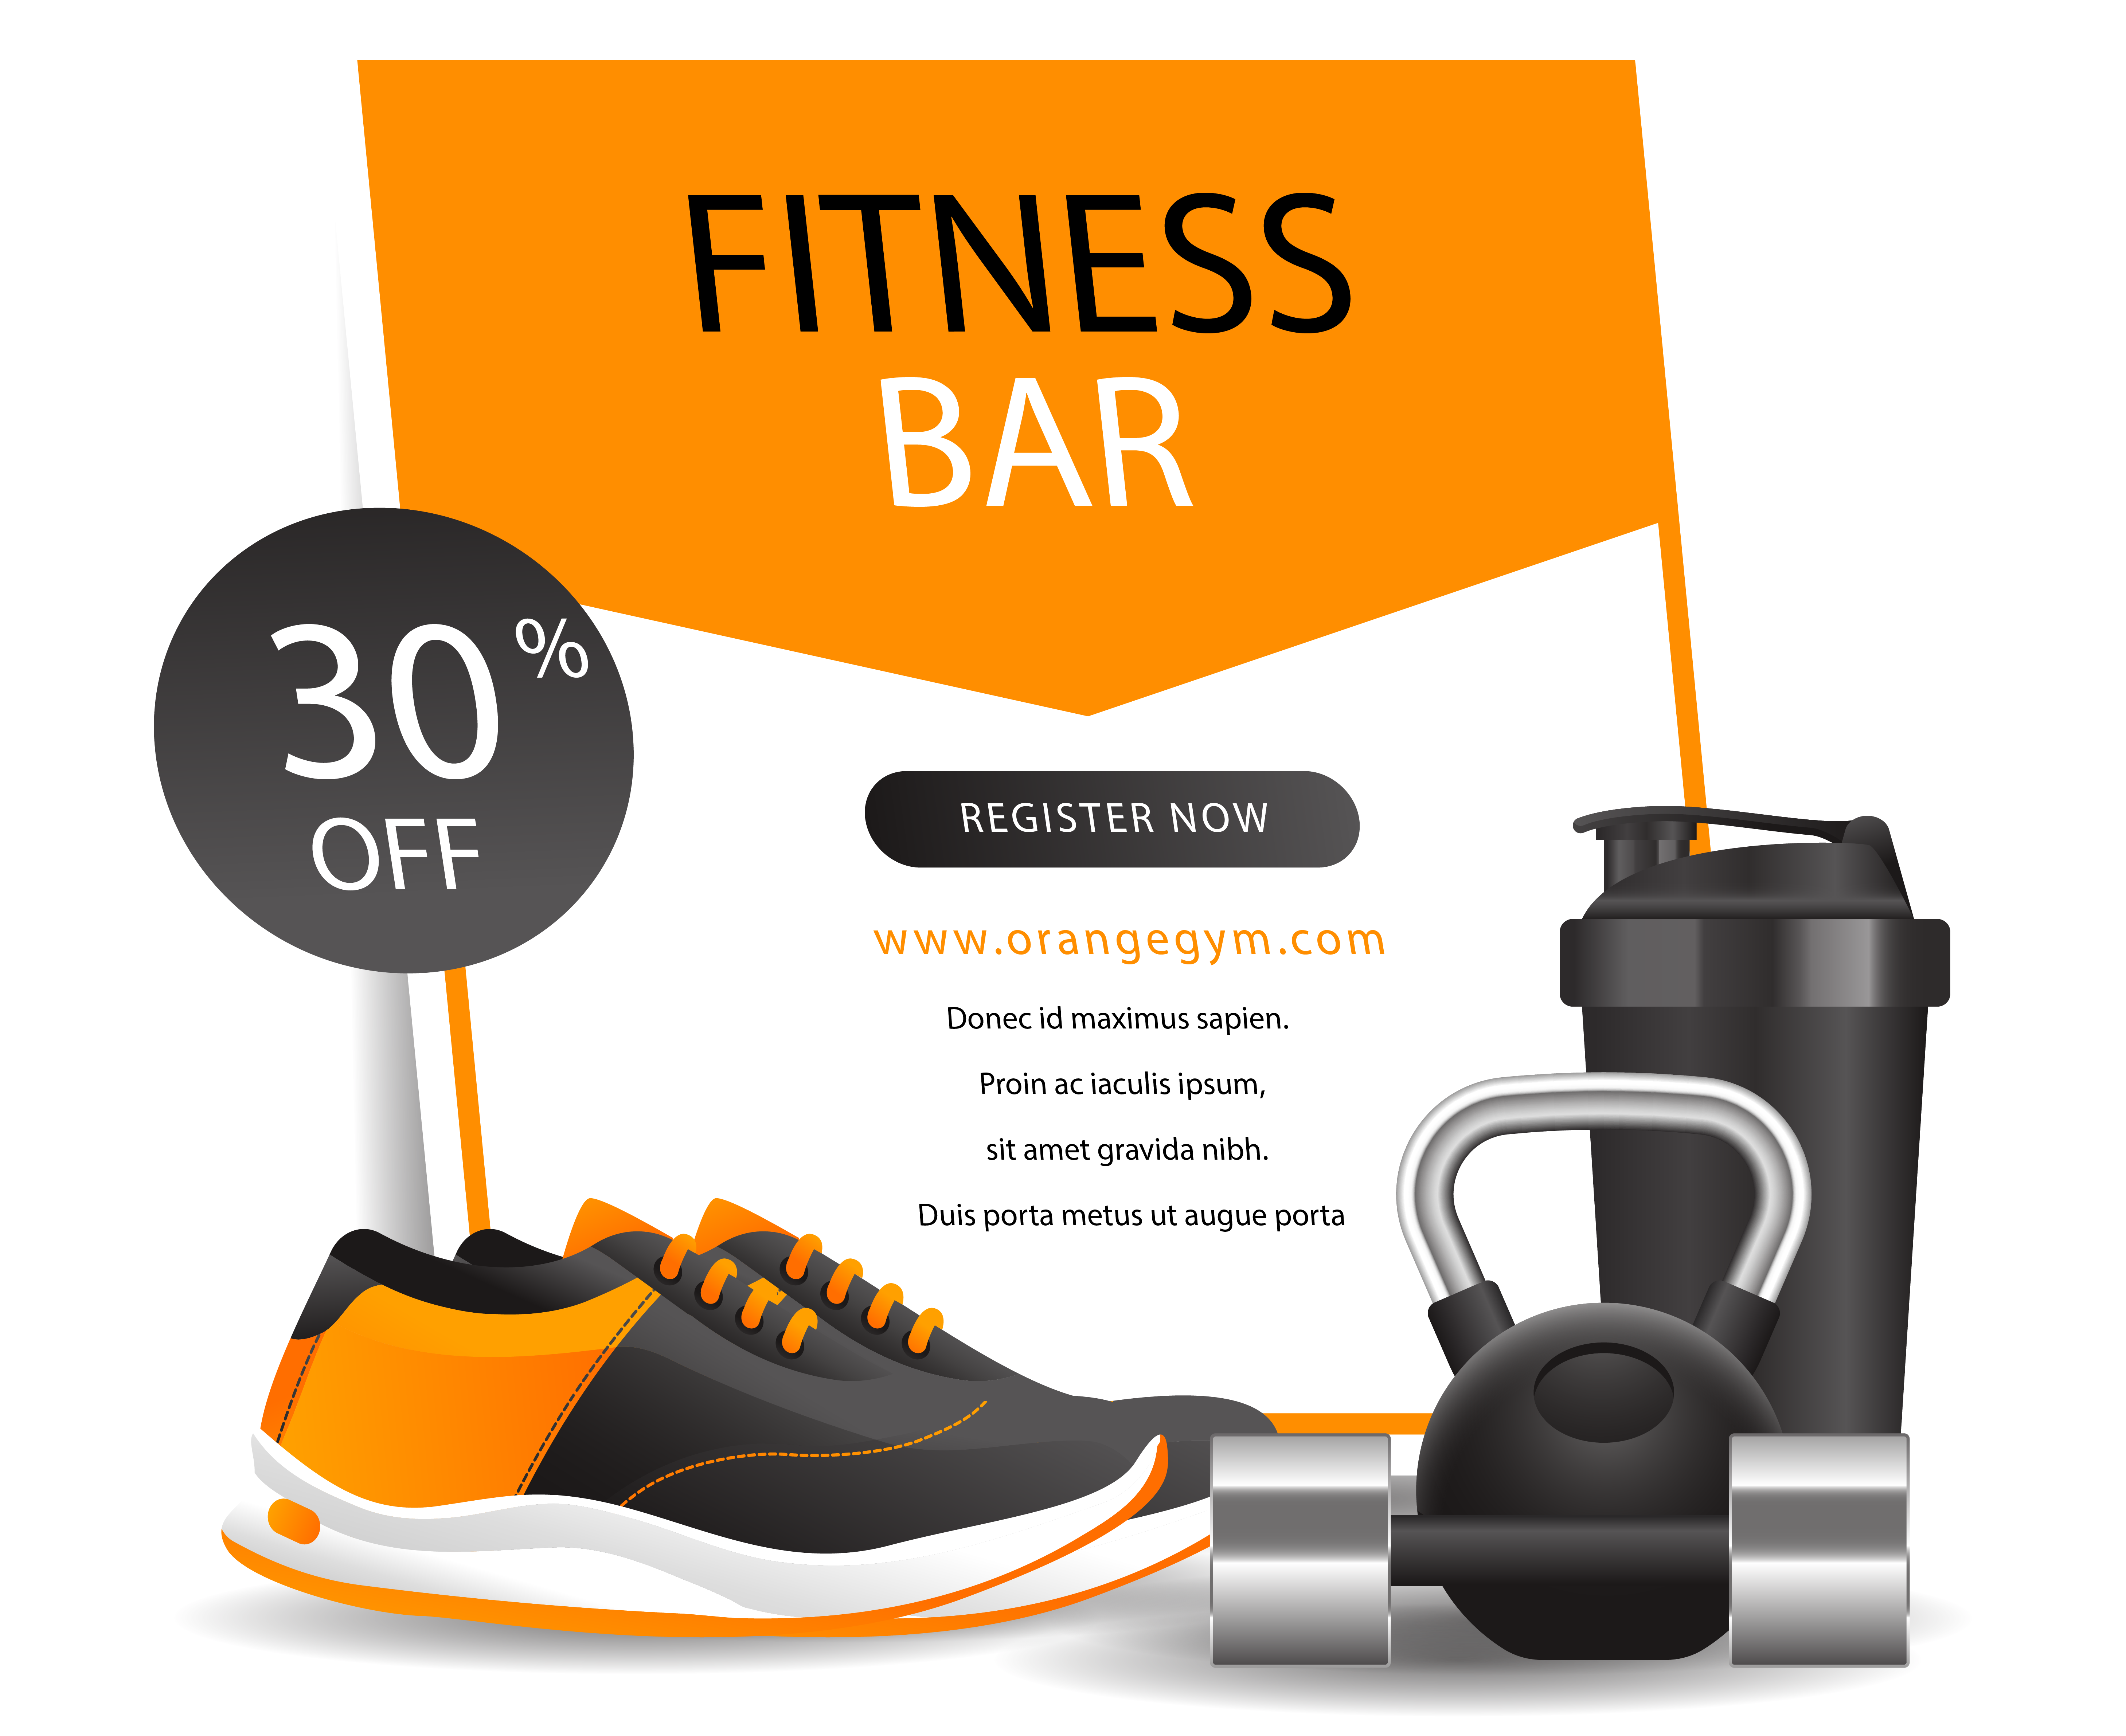 FITNESS
BAR
30%
OFF
REGISTER NOW
www.orangegym.com
Donec id maximus sapien.
Proin ac iaculis ipsum,
sit amet gravida nibh.
Duis porta metus ut augue porta